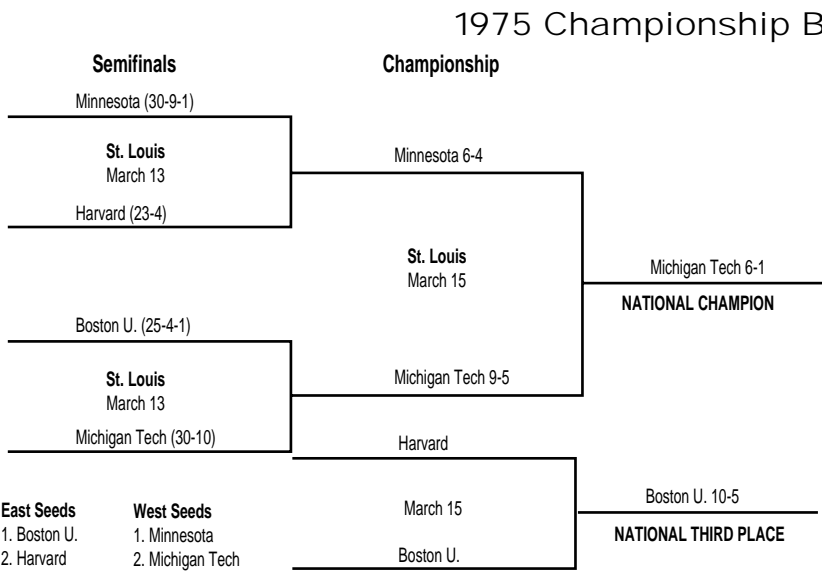 1975 Championship B
Semifinals
Championship
Minnesota (30-9-1)
St. Louis
March 13
Harvard (23-4)
Minnesota 6-4
St. Louis
March 15
Michigan Tech 6-1
NATIONAL CHAMPION
Boston U. (25-4-1)
St. Louis
March 13
Michigan Tech (30-10)
Michigan Tech 9-5
Harvard
March 15
Boston U.
Boston U. 10-5
NATIONAL THIRD PLACE
East Seeds
1. Boston U.
2. Harvard
West Seeds
1. Minnesota
2. Michigan Tech